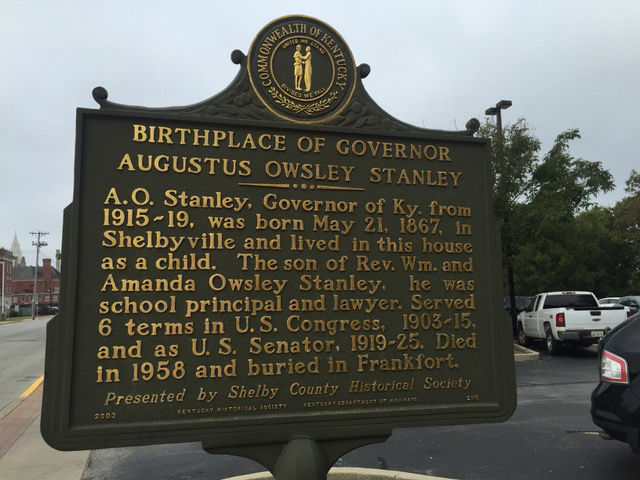 COMMONWEALTH OF KENTUCKY
UNITED WE STAND
DIVIDED WE FALL
BIRTHPLACE OF GOVERNOR
AUGUSTUS OWSLEY STANLEY
A.O. Stanley, Governor of Ky. from
1915-19, was born May 21, 1867, in
Shelbyville and lived in this house
as a child. The son of Rev. Wm. and
Amanda Owsley Stanley, he was
school principal and lawyer. Served
6 terms in U.S. Congress, 1903-15,
and as U.S. Senator, 1919-25. Died
in 1958 and buried in Frankfort.
Presented by Shelby County Historical Society
2003 KENTUCKY HISTORICAL SOCIETY KENTUCKY DEPARTMENT OF HIGHWAYS